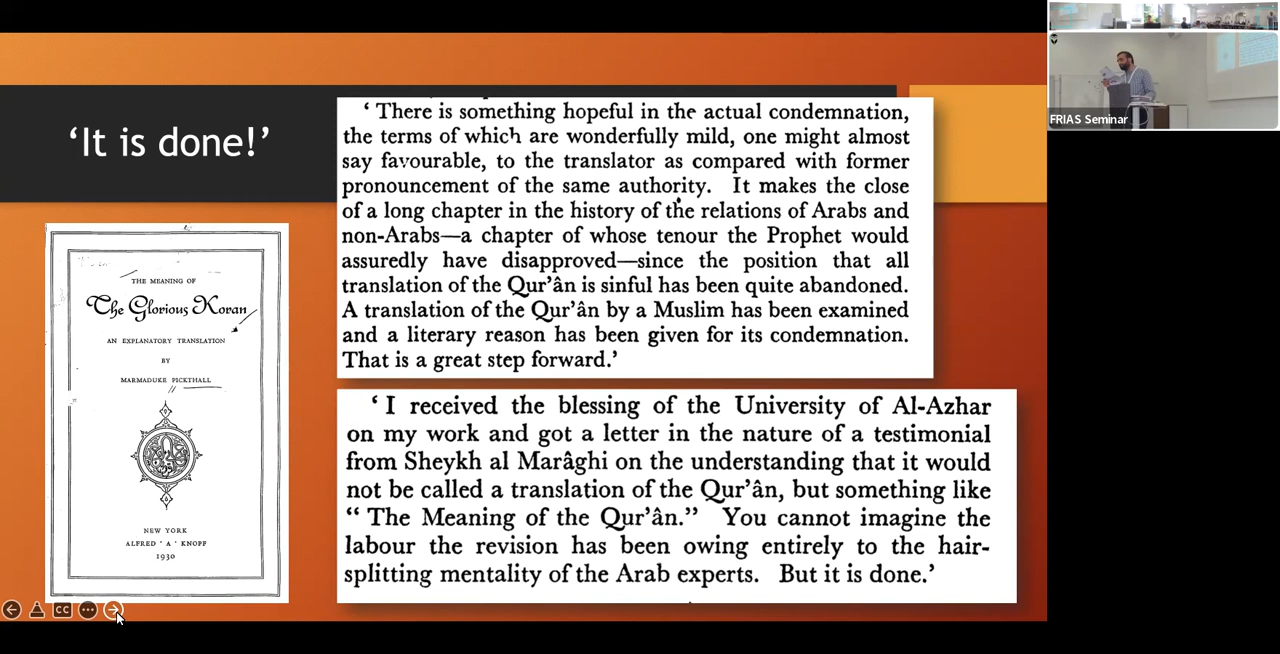 ‘It is done!’
‘ There is something hopeful in the actual condemnation,
the terms of which are wonderfully mild, one might almost
say favourable, to the translator as compared with former
pronouncement of the same authority. It makes the close
of a long chapter in the history of the relations of Arabs and
non-Arabs—a chapter of whose tenour the Prophet would
assuredly have disapproved—since the position that all
translation of the Qur’ân is sinful has been quite abandoned.
A translation of the Qur’ân by a Muslim has been examined
and a literary reason has been given for its condemnation.
That is a great step forward.’
‘ I received the blessing of the University of Al-Azhar
on my work and got a letter in the nature of a testimonial
from Sheykh al Marâghi on the understanding that it would
not be called a translation of the Qur’ân, but something like
“ The Meaning of the Qur’ân.” You cannot imagine the
labour the revision has been owing entirely to the hair-
splitting mentality of the Arab experts. But it is done.’
THE MEANING OF
The Glorious Koran
AN EXPLANATORY TRANSLATION
BY
MARMADUKE PICKTHALL
NEW YORK
ALFRED · A · KNOPF
1930
CC
FRIAS Seminar